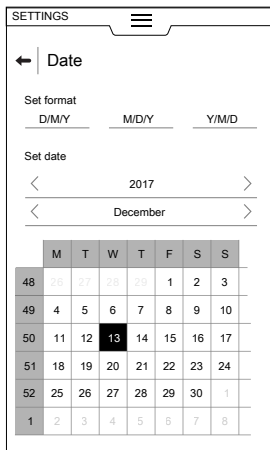 SETTINGS
Date
Set format
D/M/Y M/D/Y Y/M/D
Set date
2017
December
M T W T F S S
48 26 27 28 29 1 2 3
49 4 5 6 7 8 9 10
50 11 12 13 14 15 16 17
51 18 19 20 21 22 23 24
52 25 26 27 28 29 30 1
1 2 3 4 5 6 7 8